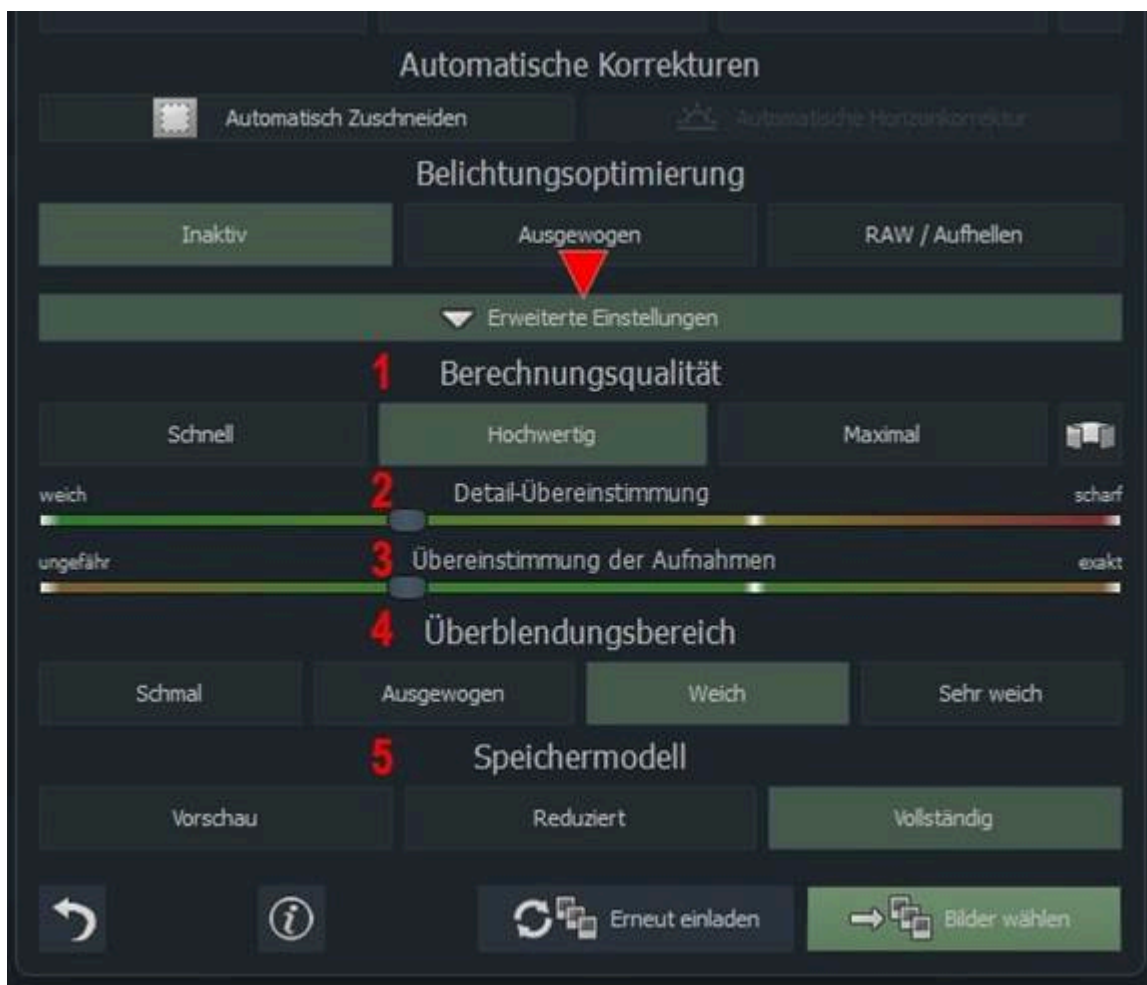 Automatische Korrekturen
Automatisch Zuschneiden Automatische Horizonkorrektur
Belichtungsoptimierung
Inaktiv Ausgewogen RAW / Aufhellen
Erweiterte Einstellungen
1 Berechnungsqualität
Schnell Hochwertig Maximal
weich 2 Detail-Übereinstimmung scharf
ungefähr 3 Übereinstimmung der Aufnahmen exakt
4 Überblendungsbereich
Schmal Ausgewogen Weich Sehr weich
5 Speichermodell
Vorschau Reduziert Vollständig
Erneut einladen Bilder wählen